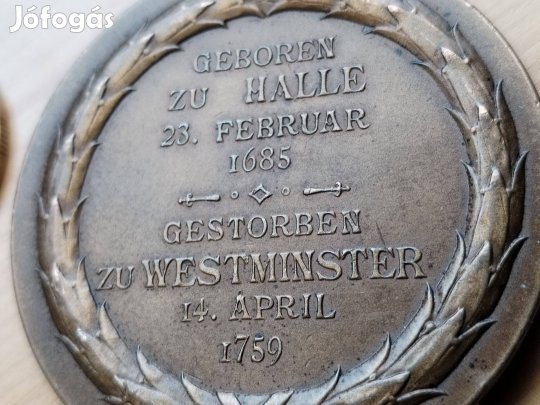 Jófogás
GEBOREN
ZU HALLE
23. FEBRUAR
1685
GESTORBEN
ZU WESTMINSTER
14. APRIL
1759